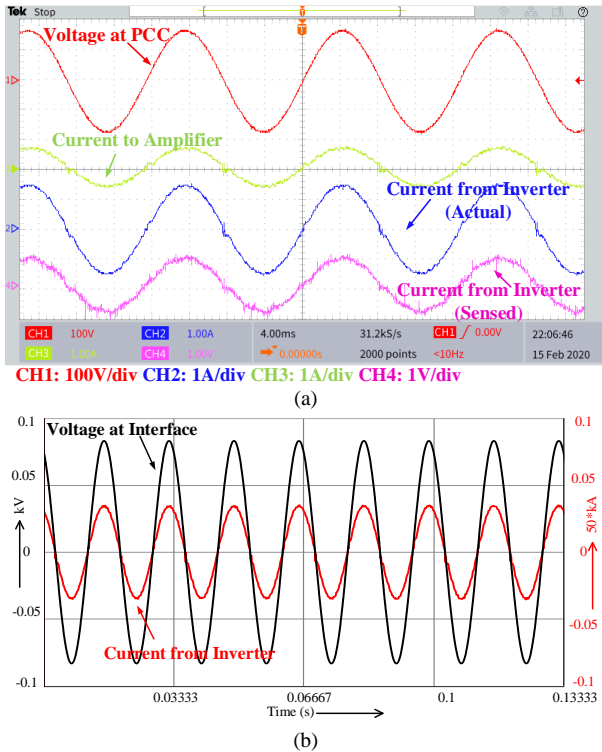 Tek Stop
Voltage at PCC
Current to Amplifier
Current from Inverter
(Actual)
Current from Inverter
(Sensed)
1
2
4
CH1 100V CH2 1.00A 4.00ms 31.2kS/s CH1 0.00V 22:06:46
CH3 1.00A CH4 1.00V 0.00000s 2000 points <10Hz 15 Feb 2020
CH1: 100V/div CH2: 1A/div CH3: 1A/div CH4: 1V/div
(a)
0.1 0.1
Voltage at Interface
0.05 0.05
kV
0 0
50*kA
-0.05 -0.05
Current from Inverter
-0.1 -0.1
0.03333 0.06667 0.1 0.13333
Time (s)
(b)